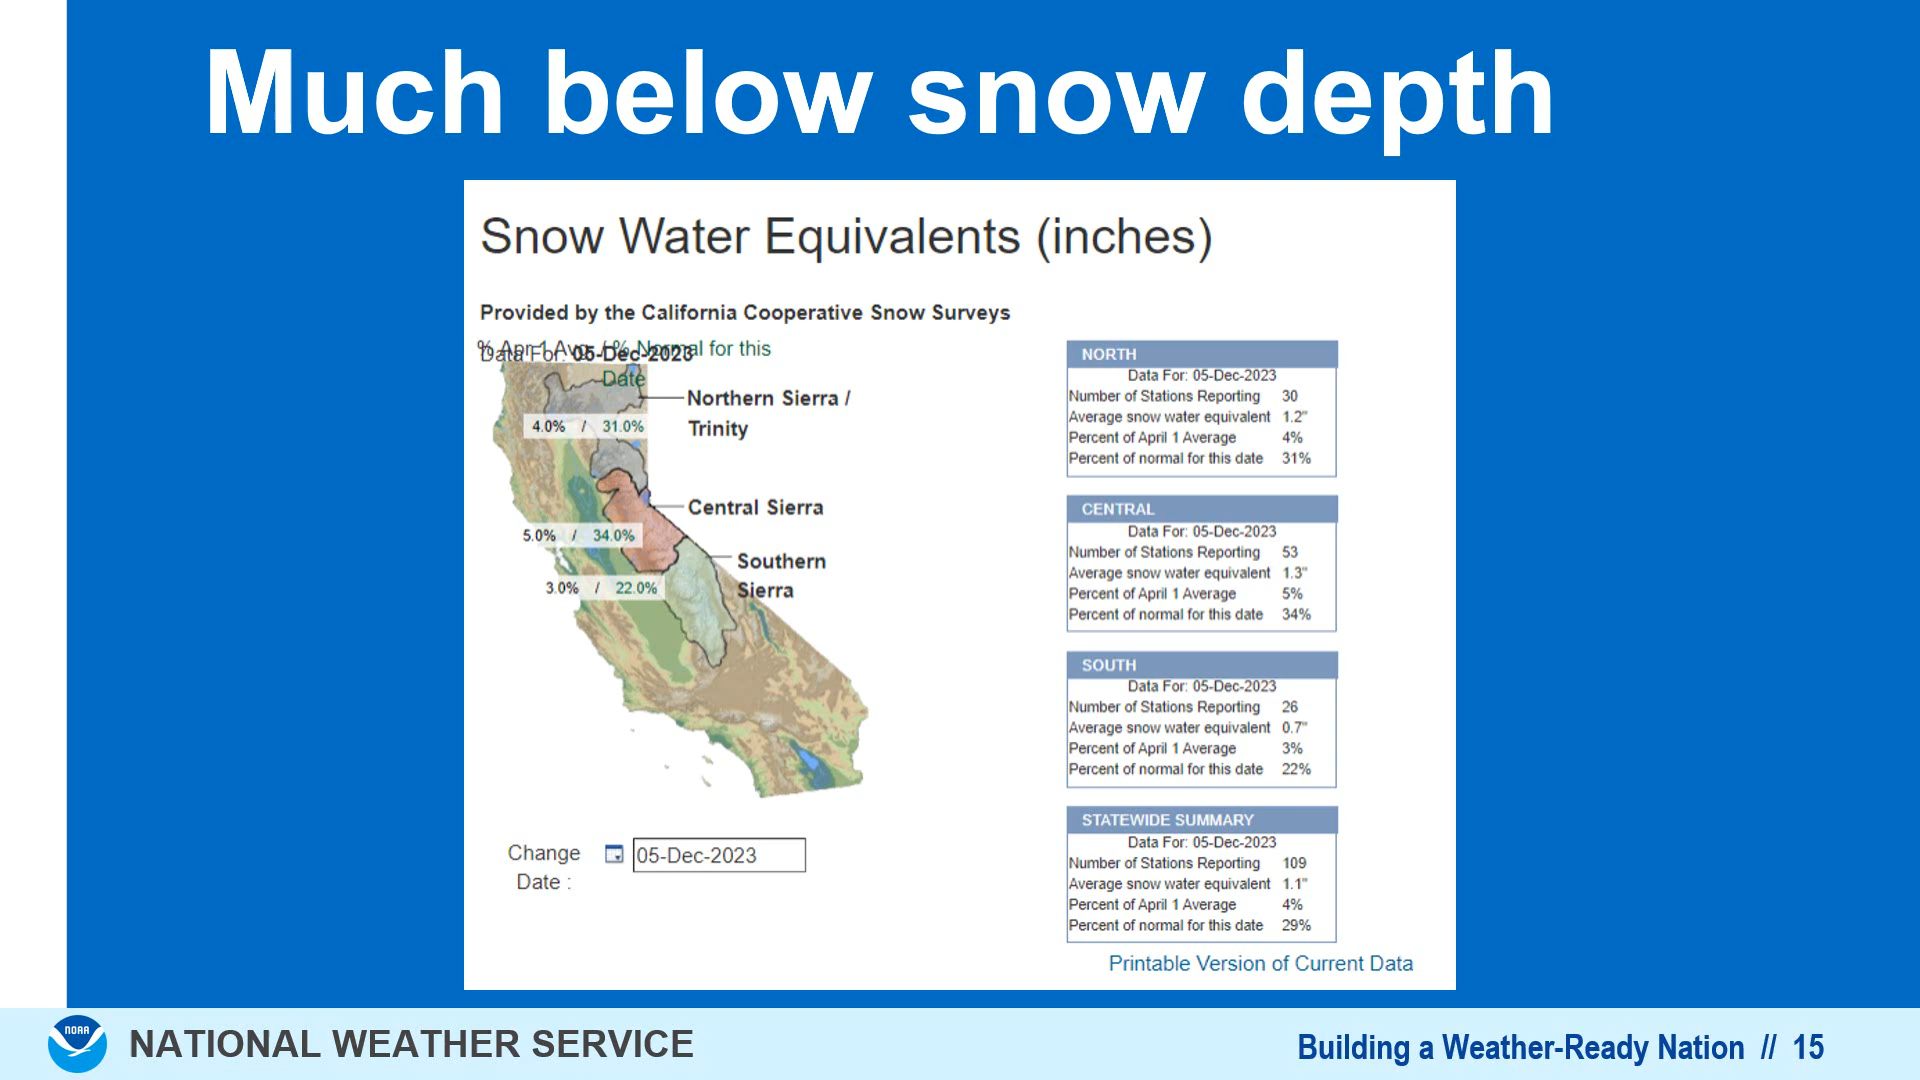 Much below snow depth
Snow Water Equivalents (inches)
Provided by the California Cooperative Snow Surveys
% Apr 1 Avg. / % Normal for this
Date
Data For: 05-Dec-2023
Northern Sierra /
Trinity
4.0% / 31.0%
Central Sierra
5.0% / 34.0%
Southern
Sierra
3.0% / 22.0%
Change
Date :
05-Dec-2023
NORTH
Data For: 05-Dec-2023
Number of Stations Reporting 30
Average snow water equivalent 1.2"
Percent of April 1 Average 4%
Percent of normal for this date 31%
CENTRAL
Data For: 05-Dec-2023
Number of Stations Reporting 53
Average snow water equivalent 1.3"
Percent of April 1 Average 5%
Percent of normal for this date 34%
SOUTH
Data For: 05-Dec-2023
Number of Stations Reporting 26
Average snow water equivalent 0.7"
Percent of April 1 Average 3%
Percent of normal for this date 22%
STATEWIDE SUMMARY
Data For: 05-Dec-2023
Number of Stations Reporting 109
Average snow water equivalent 1.1"
Percent of April 1 Average 4%
Percent of normal for this date 29%
Printable Version of Current Data
NOAA
NATIONAL WEATHER SERVICE
Building a Weather-Ready Nation // 15